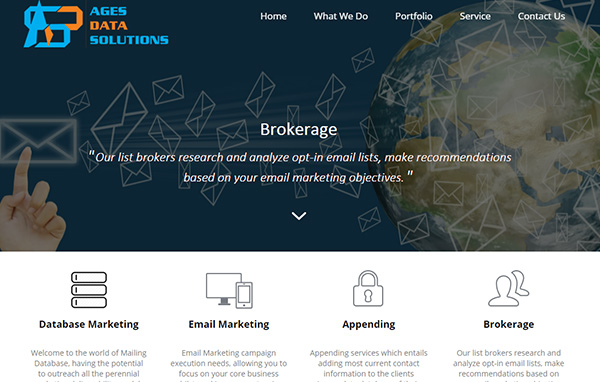 AGES
DATA
SOLUTIONS
Home What We Do Portfolio Service Contact Us
Brokerage
"Our list brokers research and analyze opt-in email lists, make recommendations
based on your email marketing objectives. "
Database Marketing Email Marketing Appending Brokerage
Welcome to the world of Mailing
Database, having the potential
to outreach all the perennial
Email Marketing campaign
execution needs, allowing you to
focus on your core business
Appending services which entails
adding most current contact
information to the clients
Our list brokers research and
analyze opt-in email lists, make
recommendations based on